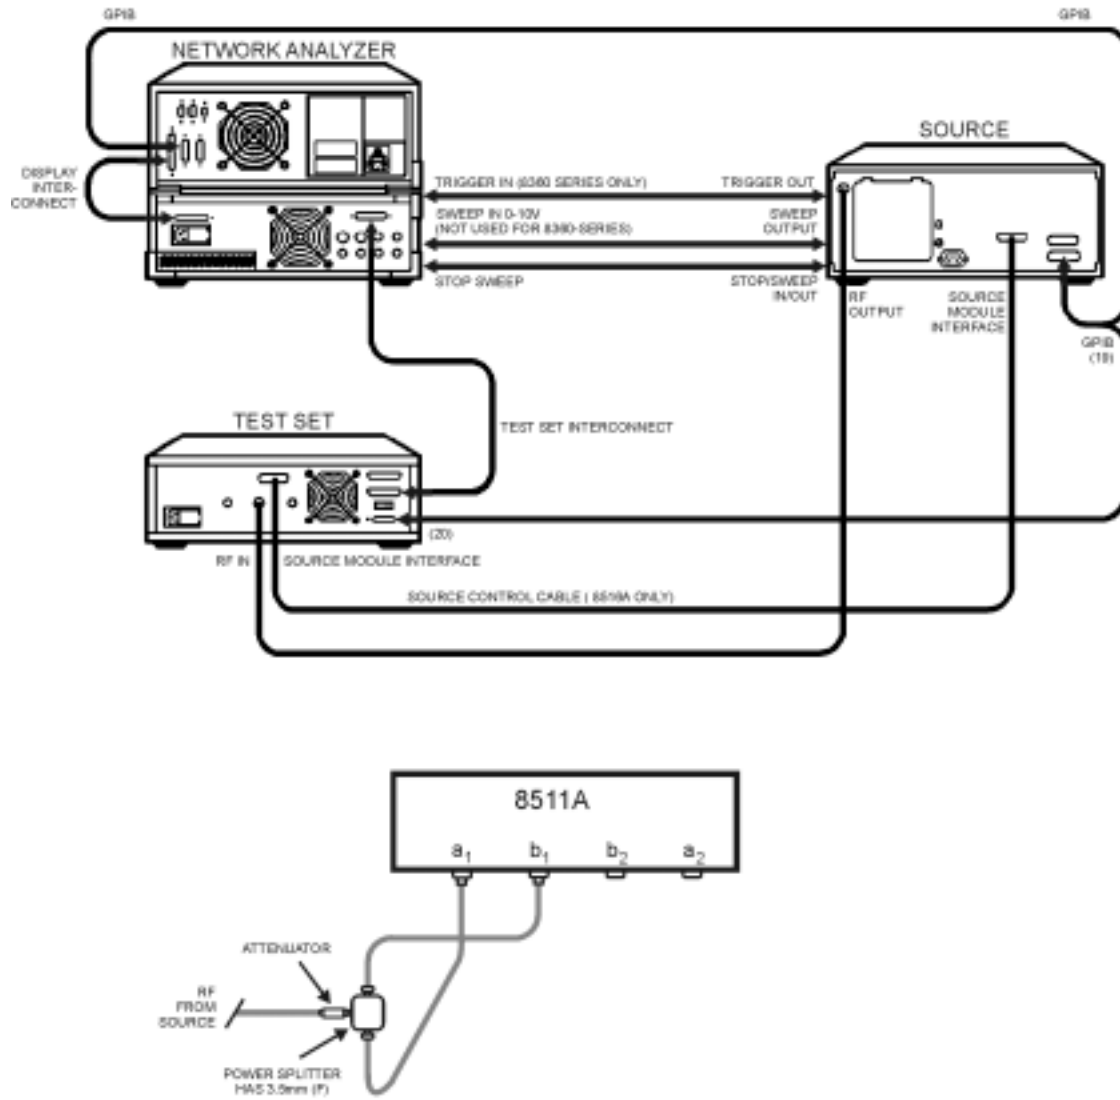 GPIB
GPIB
NETWORK ANALYZER
SOURCE
DISPLAY
INTER-
CONNECT
TRIGGER IN (8360 SERIES ONLY)
TRIGGER OUT
SWEEP IN 0-10V
(NOT USED FOR 8360-SERIES)
SWEEP
OUTPUT
STOP SWEEP
STOP/SWEEP
IN/OUT
RF
OUTPUT
SOURCE
MODULE
INTERFACE
GPIB
(19)
TEST SET
TEST SET INTERCONNECT
(20)
RF IN
SOURCE MODULE INTERFACE
SOURCE CONTROL CABLE ( 8516A ONLY)
8511A
a1
b1
b2
a2
ATTENUATOR
RF
FROM
SOURCE
POWER SPLITTER
HAS 3.5mm (F)